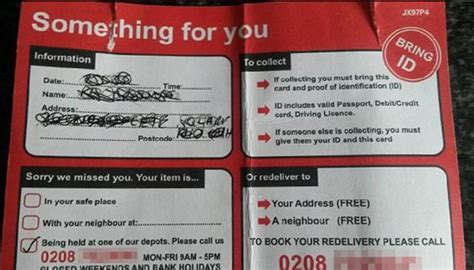 JX97P4
Something for you
BRING
ID
Information
Date:
Time:
Name:
Address:
Postcode:
To collect
If collecting you must bring this
card and proof of identification (ID)
ID includes valid Passport, Debit/Credit
card, Driving Licence.
If someone else is collecting, you must
give them your ID and this card
Sorry we missed you. Your item is...
In your safe place
With your neighbour at:
Being held at one of our depots. Please call us
0208
MON-FRI 9AM - 5PM
CLOSED WEEKENDS AND BANK HOLIDAYS
Or redeliver to
Your Address (FREE)
A neighbour (FREE)
TO BOOK YOUR REDELIVERY PLEASE CALL
0208